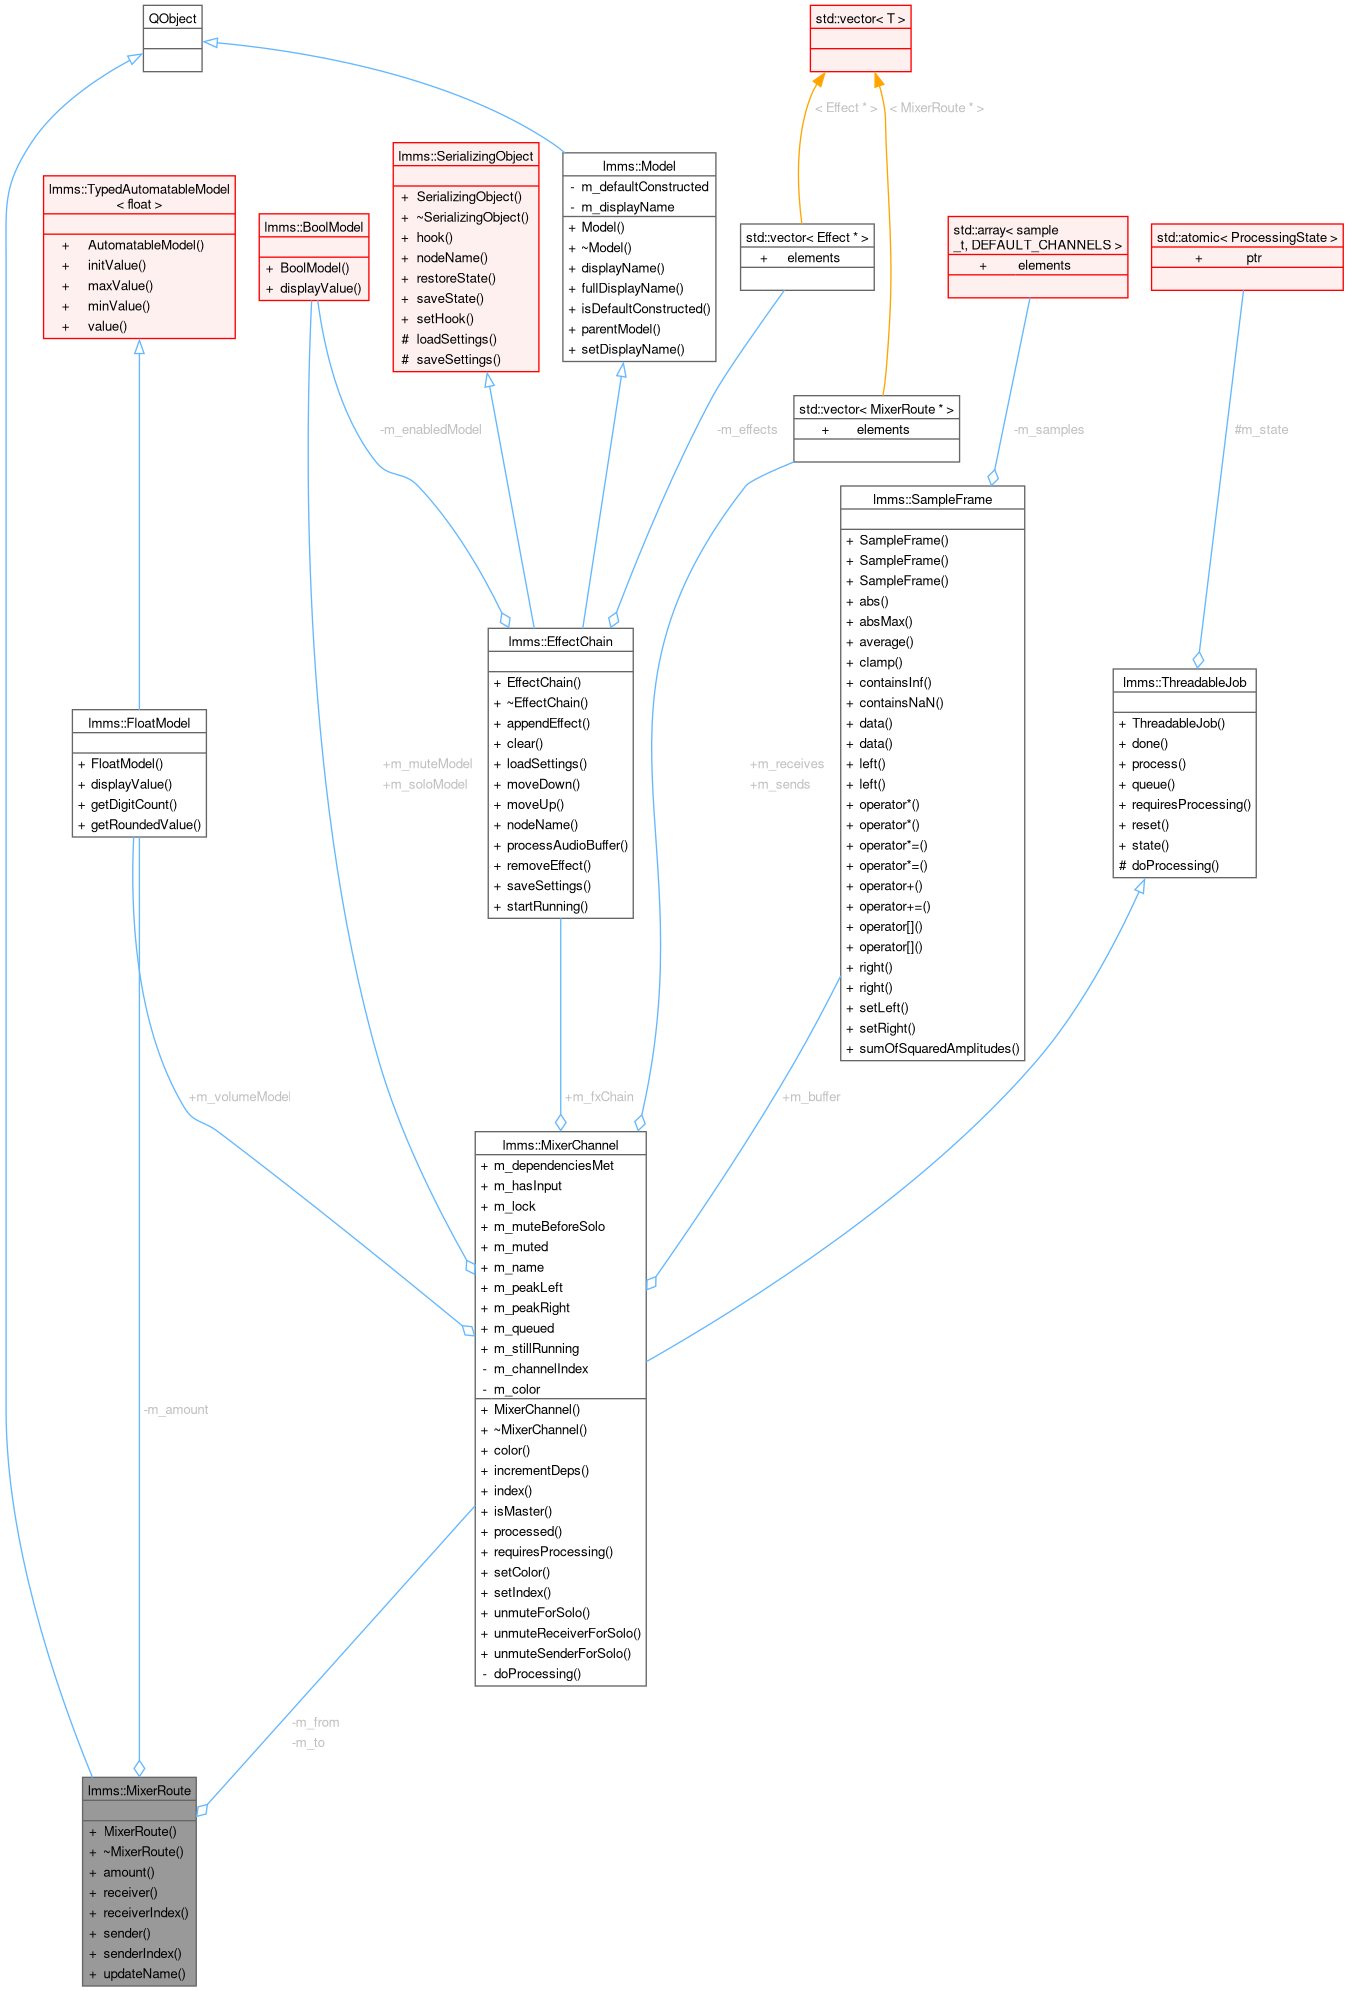 QObject
std::vector< T >
< Effect * >
< MixerRoute * >
lmms::SerializingObject
+ SerializingObject()
+ ~SerializingObject()
+ hook()
+ nodeName()
+ restoreState()
+ saveState()
+ setHook()
# loadSettings()
# saveSettings()
lmms::Model
- m_defaultConstructed
- m_displayName
+ Model()
+ ~Model()
+ displayName()
+ fullDisplayName()
+ isDefaultConstructed()
+ parentModel()
+ setDisplayName()
lmms::TypedAutomatableModel
< float >
+ AutomatableModel()
+ initValue()
+ maxValue()
+ minValue()
+ value()
lmms::BoolModel
+ BoolModel()
+ displayValue()
std::vector< Effect * >
+ elements
std::array< sample
_t, DEFAULT_CHANNELS >
+ elements
std::atomic< ProcessingState >
+ ptr
std::vector< MixerRoute * >
+ elements
-m_enabledModel
-m_effects
-m_samples
#m_state
lmms::SampleFrame
+ SampleFrame()
+ SampleFrame()
+ SampleFrame()
+ abs()
+ absMax()
+ average()
+ clamp()
+ containsInf()
+ containsNaN()
+ data()
+ data()
+ left()
+ left()
+ operator*()
+ operator*()
+ operator*=()
+ operator*=()
+ operator+()
+ operator+=()
+ operator[]()
+ operator[]()
+ right()
+ right()
+ setLeft()
+ setRight()
+ sumOfSquaredAmplitudes()
lmms::EffectChain
+ EffectChain()
+ ~EffectChain()
+ appendEffect()
+ clear()
+ loadSettings()
+ moveDown()
+ moveUp()
+ nodeName()
+ processAudioBuffer()
+ removeEffect()
+ saveSettings()
+ startRunning()
lmms::ThreadableJob
+ ThreadableJob()
+ done()
+ process()
+ queue()
+ requiresProcessing()
+ reset()
+ state()
# doProcessing()
lmms::FloatModel
+ FloatModel()
+ displayValue()
+ getDigitCount()
+ getRoundedValue()
+m_muteModel
+m_soloModel
+m_receives
+m_sends
+m_volumeModel
+m_fxChain
+m_buffer
lmms::MixerChannel
+ m_dependenciesMet
+ m_hasInput
+ m_lock
+ m_muteBeforeSolo
+ m_muted
+ m_name
+ m_peakLeft
+ m_peakRight
+ m_queued
+ m_stillRunning
- m_channelIndex
- m_color
+ MixerChannel()
+ ~MixerChannel()
+ color()
+ incrementDeps()
+ index()
+ isMaster()
+ processed()
+ requiresProcessing()
+ setColor()
+ setIndex()
+ unmuteForSolo()
+ unmuteReceiverForSolo()
+ unmuteSenderForSolo()
- doProcessing()
-m_amount
-m_from
-m_to
lmms::MixerRoute
+ MixerRoute()
+ ~MixerRoute()
+ amount()
+ receiver()
+ receiverIndex()
+ sender()
+ senderIndex()
+ updateName()